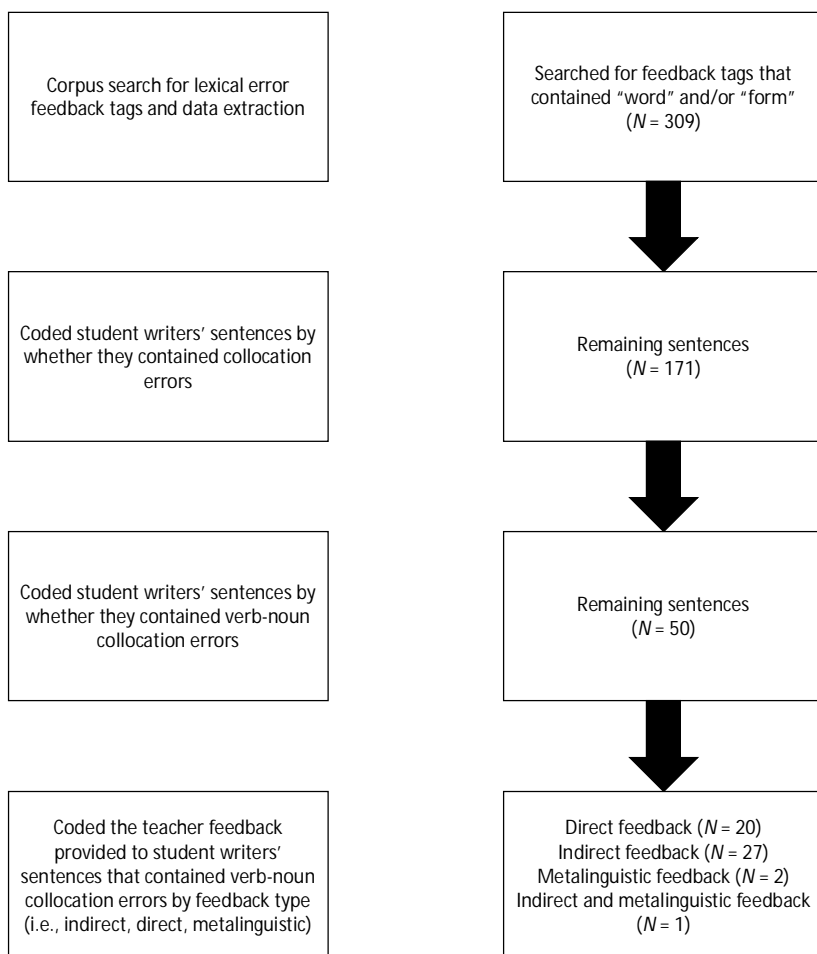 Corpus search for lexical error
feedback tags and data extraction
Searched for feedback tags that
contained “word” and/or “form”
(N = 309)
Coded student writers’ sentences by
whether they contained collocation
errors
Remaining sentences
(N = 171)
Coded student writers’ sentences by
whether they contained verb-noun
collocation errors
Remaining sentences
(N = 50)
Coded the teacher feedback
provided to student writers’
sentences that contained verb-noun
collocation errors by feedback type
(i.e., indirect, direct, metalinguistic)
Direct feedback (N = 20)
Indirect feedback (N = 27)
Metalinguistic feedback (N = 2)
Indirect and metalinguistic feedback
(N = 1)